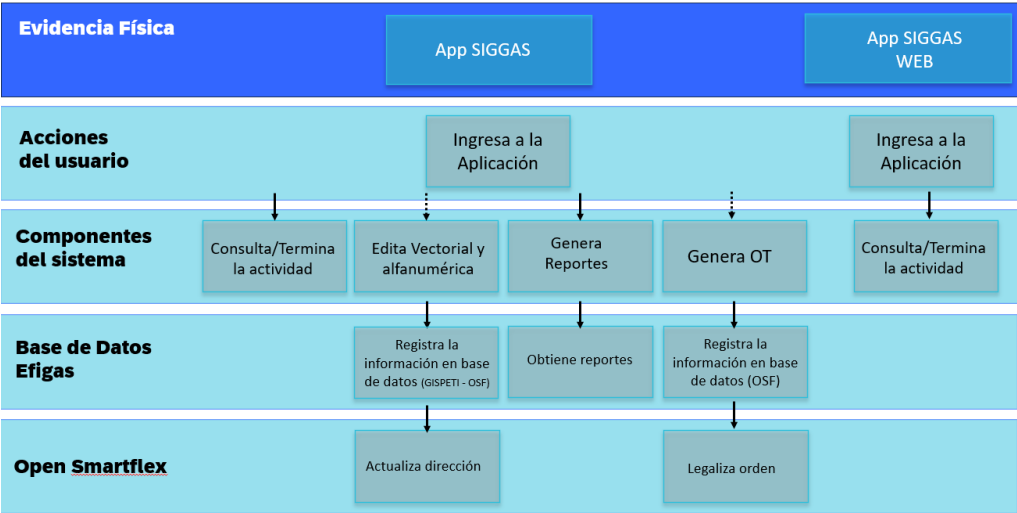 Evidencia Física
App SIGGAS
App SIGGAS
WEB
Acciones
del usuario
Ingresa a la
Aplicación
Ingresa a la
Aplicación
Componentes
del sistema
Consulta/Termina
la actividad
Edita Vectorial y
alfanumérica
Genera
Reportes
Genera OT
Consulta/Termina
la actividad
Base de Datos
Efigas
Registra la
información en base
de datos (GISPETI - OSF)
Obtiene reportes
Registra la
información en base
de datos (OSF)
Open Smartflex
Actualiza dirección
Legaliza orden